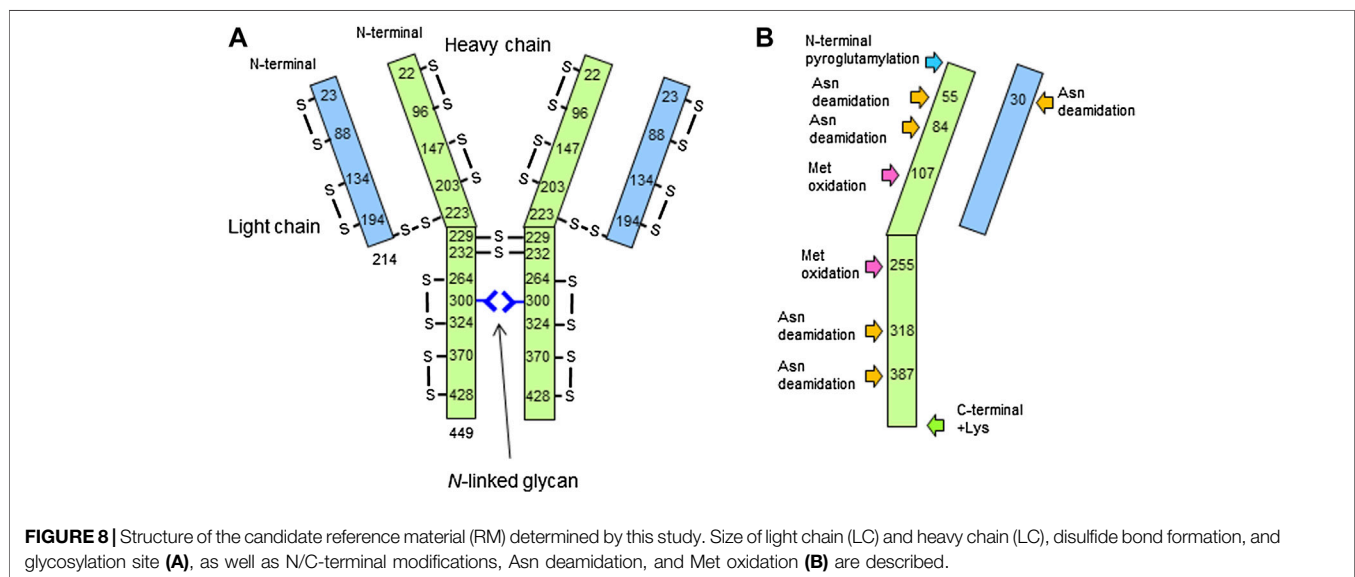 A
N-terminal
N-terminal
Heavy chain
Light chain
23
88
134
194
214
22
96
147
203
223
229
232
264
300
324
370
428
449
22
96
147
203
223
229
232
264
300
324
370
428
23
88
134
194
S
S
S
S
S-S
S
S
S
S
S
S
S
S
S
S
S
S
S
S
S-S
S
S
S
S
S
S
S
S
N-linked glycan
B
N-terminal
pyroglutamylation
Asn
deamidation
Asn
deamidation
Met
oxidation
Met
oxidation
Asn
deamidation
Asn
deamidation
55
84
107
255
318
387
30
Asn
deamidation
C-terminal
+Lys
FIGURE 8 | Structure of the candidate reference material (RM) determined by this study. Size of light chain (LC) and heavy chain (LC), disulfide bond formation, and
glycosylation site (A), as well as N/C-terminal modifications, Asn deamidation, and Met oxidation (B) are described.